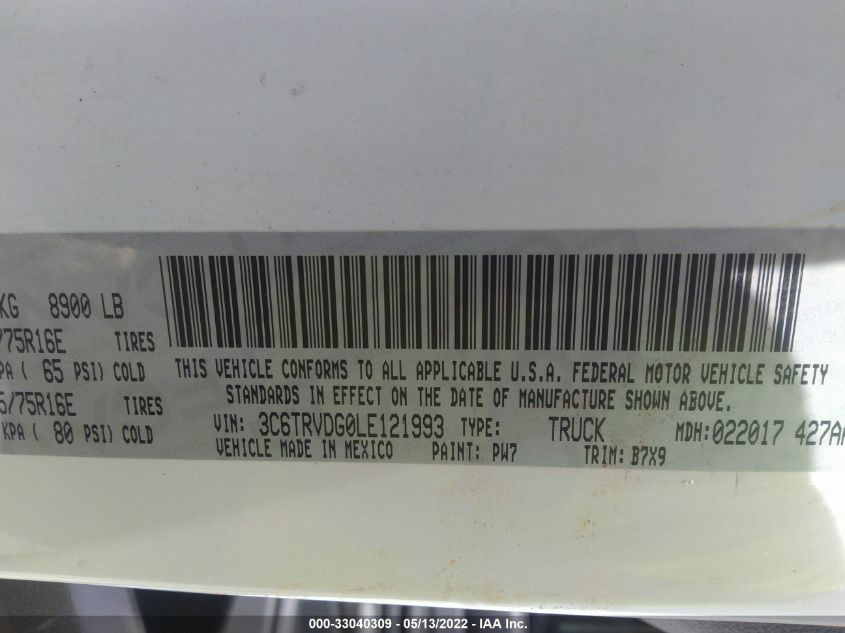 KG 8900 LB
/75R16E TIRES
PA ( 65 PSI) COLD
5/75R16E TIRES
KPA ( 80 PSI) COLD
THIS VEHICLE CONFORMS TO ALL APPLICABLE U.S.A. FEDERAL MOTOR VEHICLE SAFETY
STANDARDS IN EFFECT ON THE DATE OF MANUFACTURE SHOWN ABOVE.
VIN: 3C6TRVDG0LE121993 TYPE: TRUCK MDH:022017 427A
VEHICLE MADE IN MEXICO PAINT: PW7 TRIM: B7X9
000-33040309 - 05/13/2022 - IAA Inc.